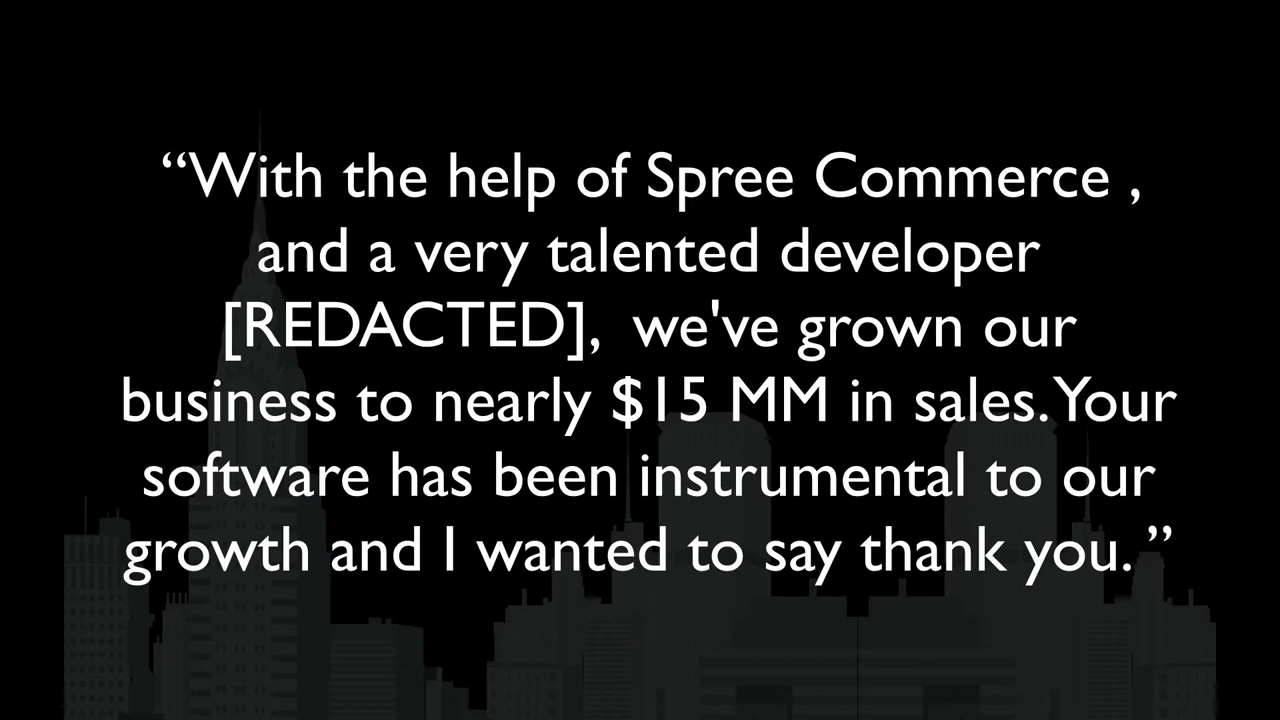 “With the help of Spree Commerce ,
and a very talented developer
[REDACTED],  we've grown our
business to nearly $15 MM in sales. Your
software has been instrumental to our
growth and I wanted to say thank you. ”